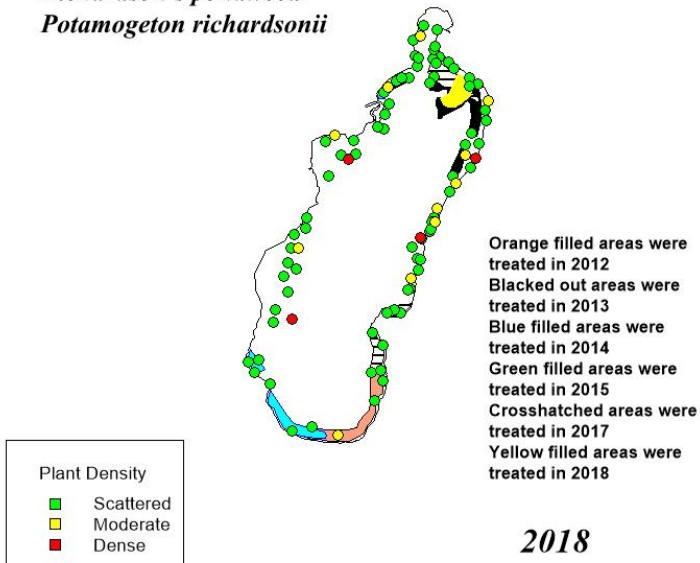 Potamogeton richardsonii
Orange filled areas were
treated in 2012
Blacked out areas were
treated in 2013
Blue filled areas were
treated in 2014
Green filled areas were
treated in 2015
Crosshatched areas were
treated in 2017
Yellow filled areas were
treated in 2018
Plant Density
Scattered
Moderate
Dense
2018